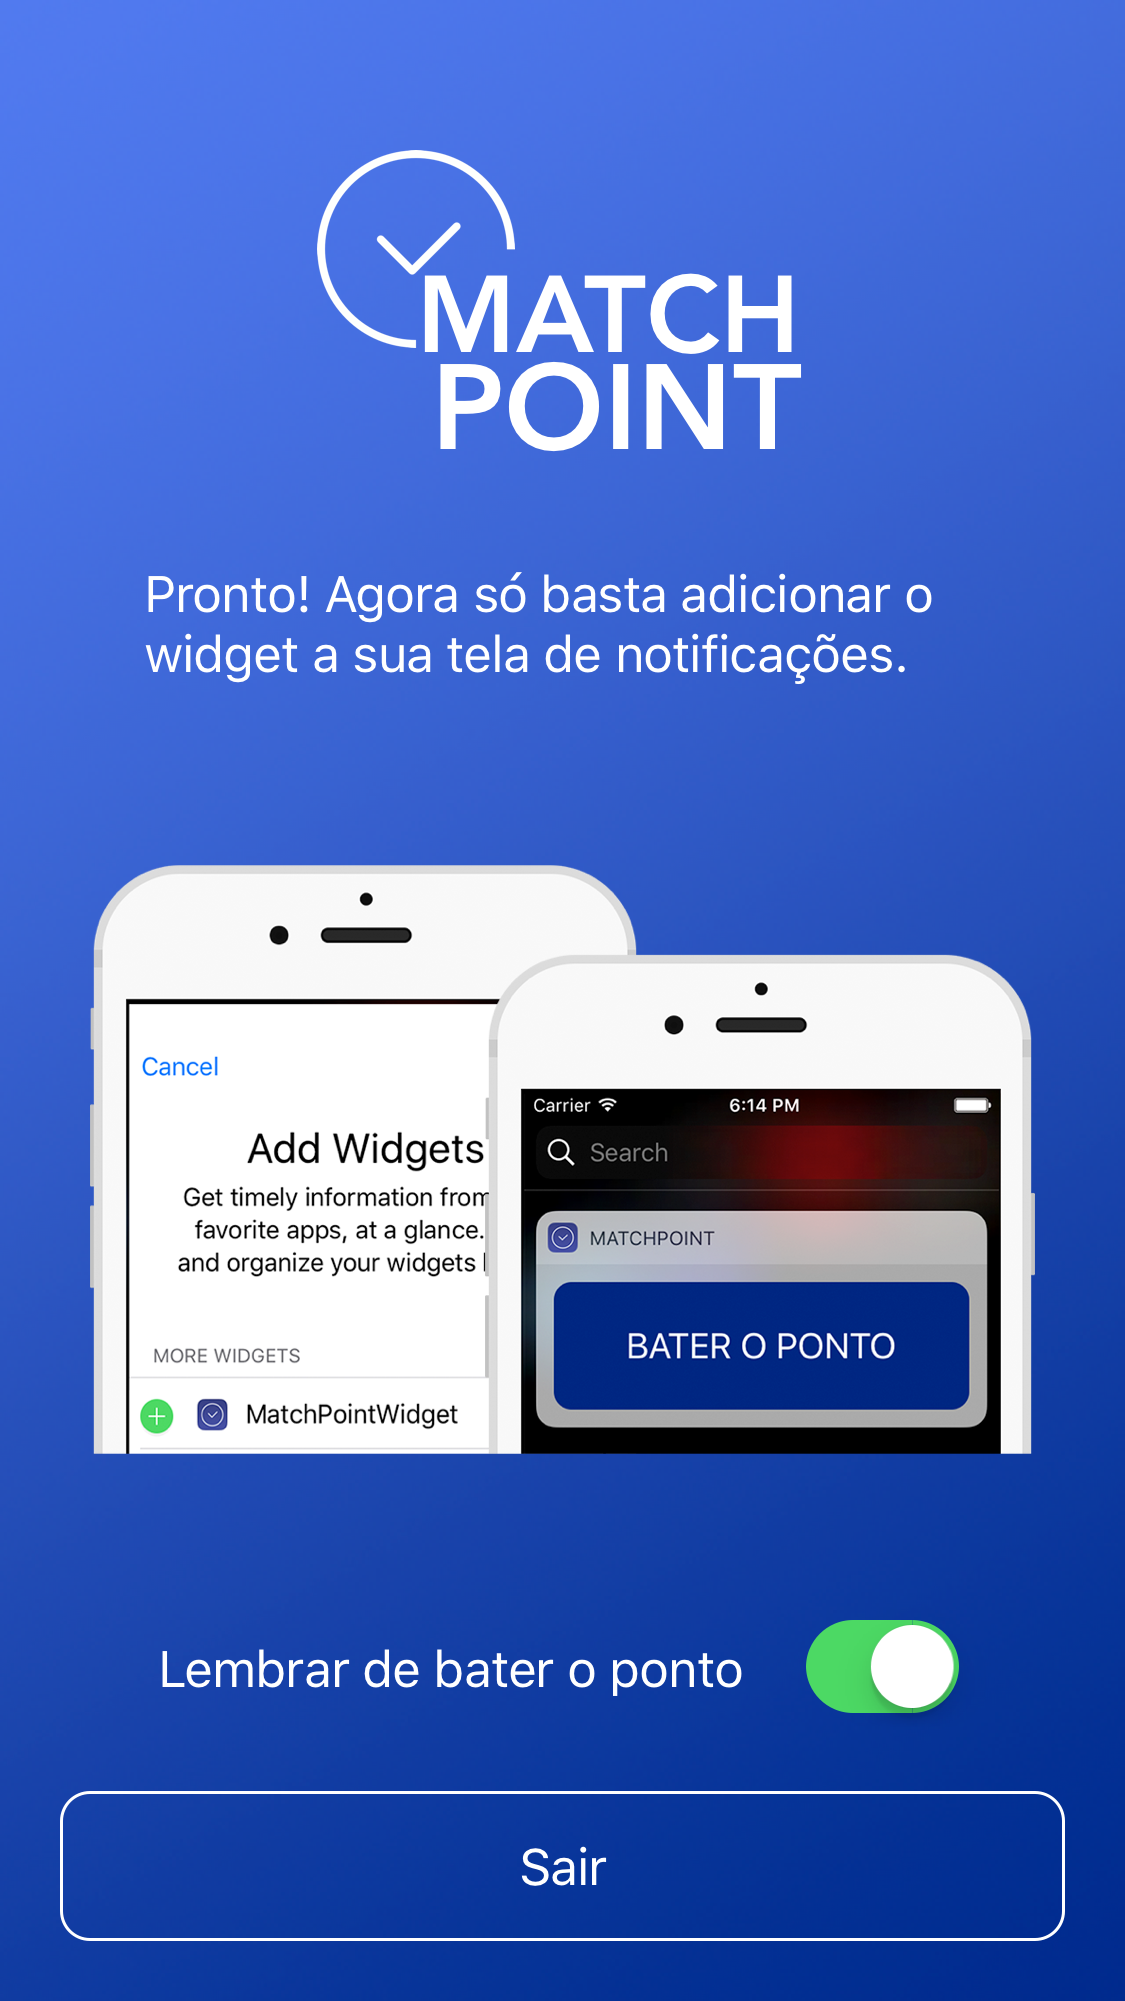 MATCH
POINT
Pronto! Agora só basta adicionar o
widget a sua tela de notificações.
Cancel
Add Widgets
Get timely information from
favorite apps, at a glance.
and organize your widgets
MORE WIDGETS
MatchPointWidget
Carrier
6:14 PM
Search
MATCHPOINT
BATER O PONTO
Lembrar de bater o ponto
Sair